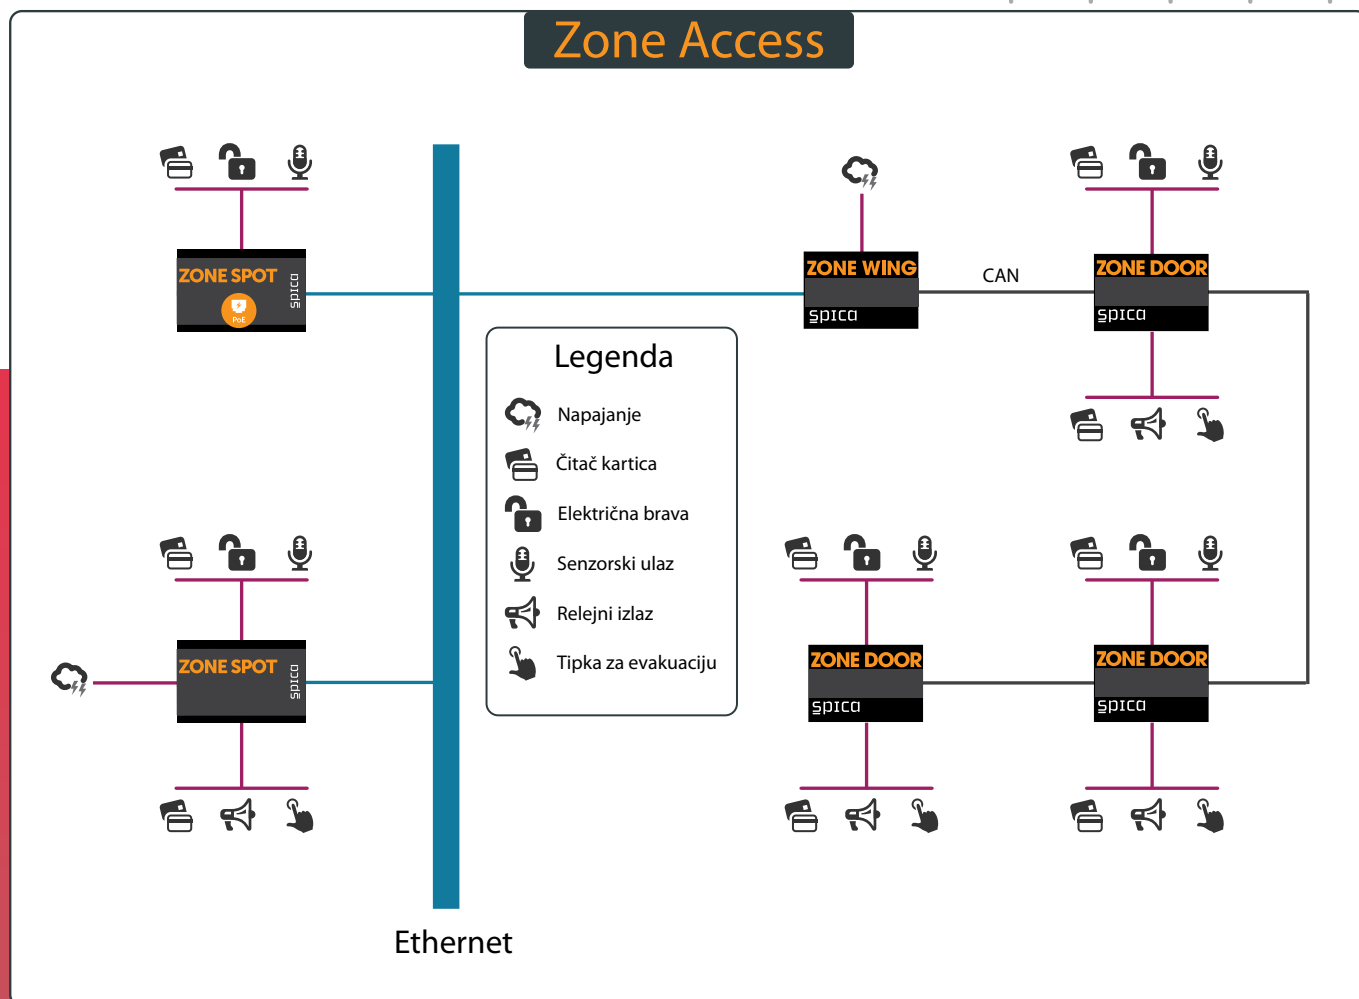 Zone Access
ZONE SPOT
spica
PoE
ZONE WING
spica
CAN
ZONE DOOR
spica
Legenda
Napajanje
Čitač kartica
Električna brava
Senzorski ulaz
Relejni izlaz
Tipka za evakuaciju
ZONE SPOT
spica
ZONE DOOR
spica
ZONE DOOR
spica
Ethernet